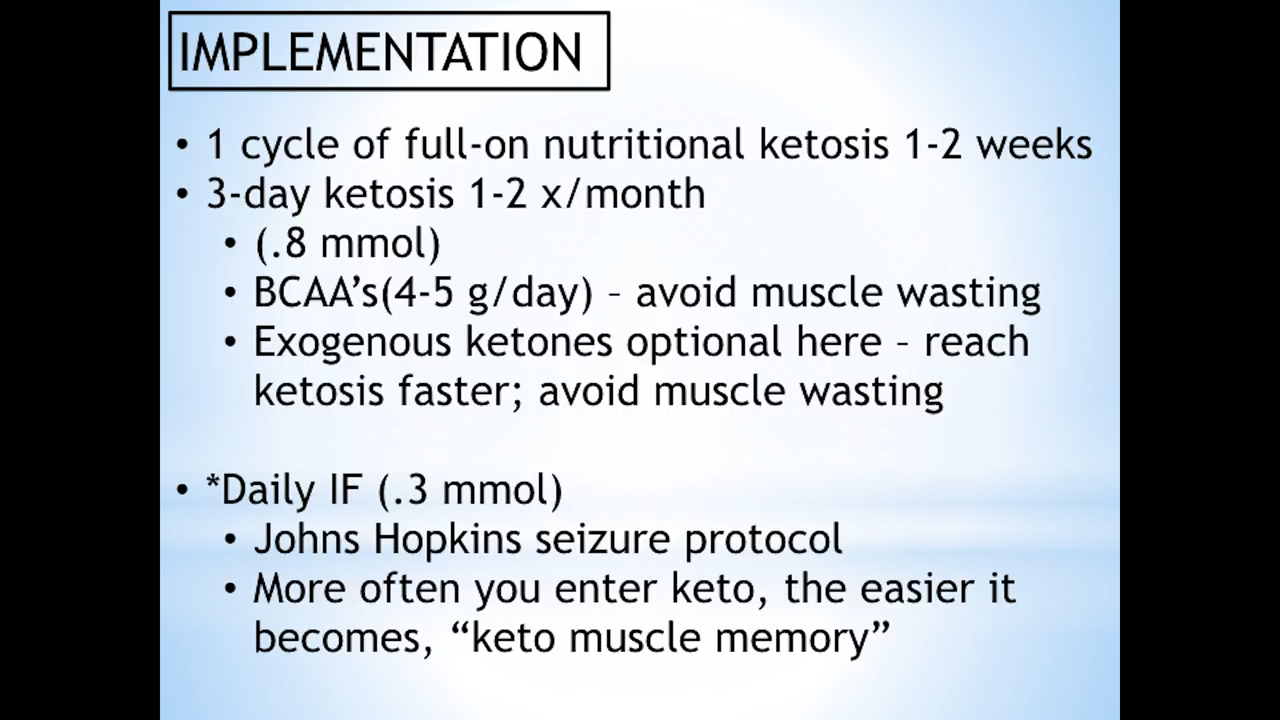 IMPLEMENTATION
• 1 cycle of full-on nutritional ketosis 1-2 weeks
• 3-day ketosis 1-2 x/month
• (.8 mmol)
• BCAA’s(4-5 g/day) – avoid muscle wasting
• Exogenous ketones optional here – reach
ketosis faster; avoid muscle wasting
• *Daily IF (.3 mmol)
• Johns Hopkins seizure protocol
• More often you enter keto, the easier it
becomes, “keto muscle memory”